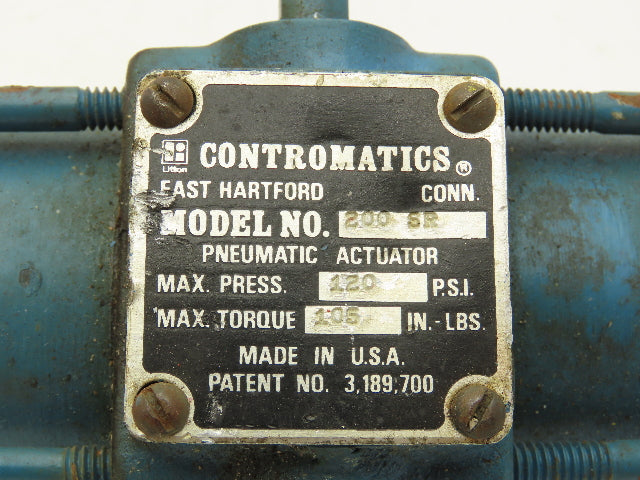 Litton CONTROMATICS®
EAST HARTFORD CONN.
MODEL NO. 200 SR
PNEUMATIC ACTUATOR
MAX. PRESS. 120 P.S.I.
MAX. TORQUE 105 IN.-LBS.
MADE IN U.S.A.
PATENT NO. 3,189,700